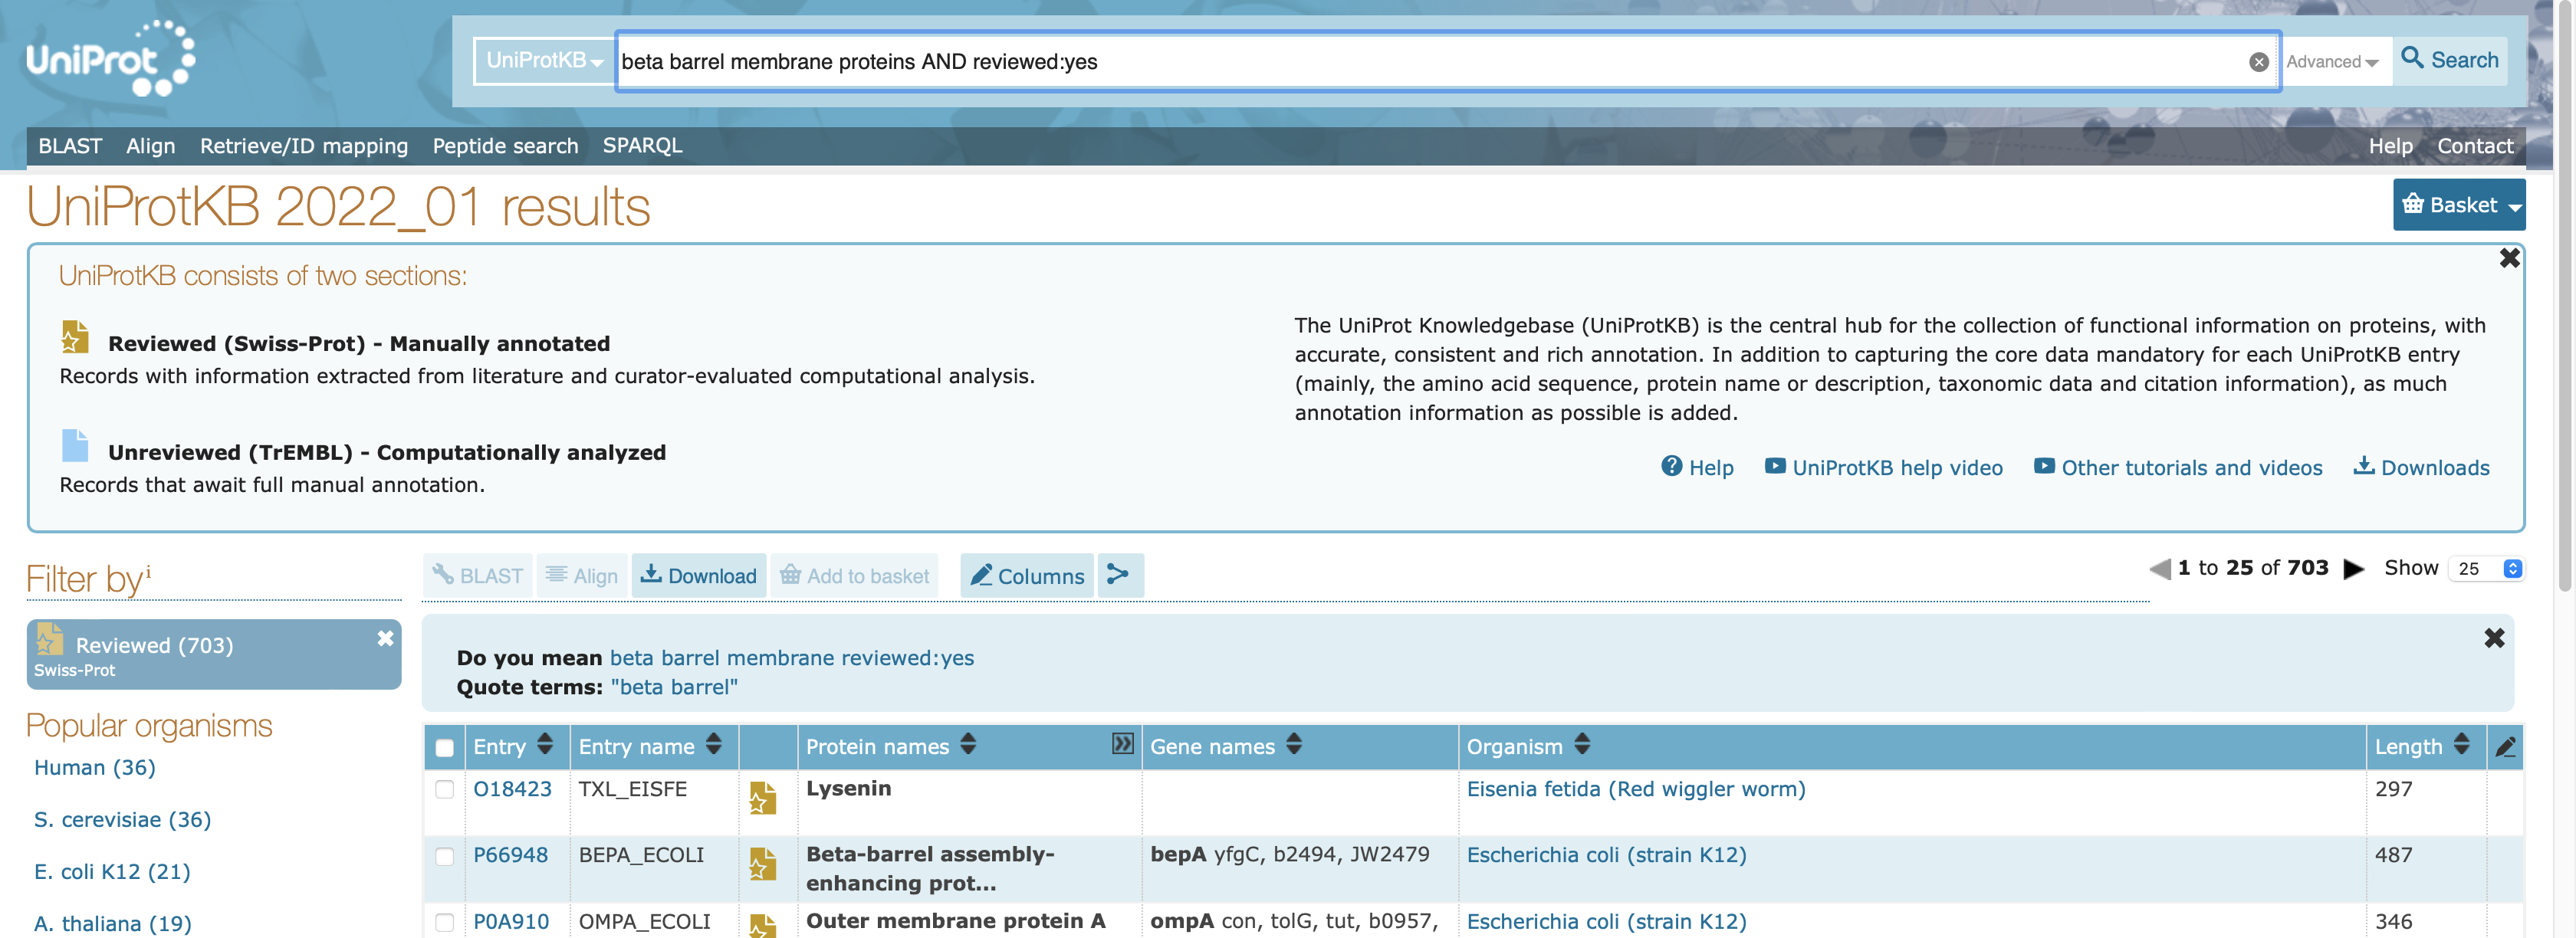 UniProt
UniProtKB
beta barrel membrane proteins AND reviewed:yes
Advanced
Search
BLAST Align Retrieve/ID mapping Peptide search SPARQL
Help Contact
UniProtKB 2022_01 results
Basket
UniProtKB consists of two sections:
Reviewed (Swiss-Prot) - Manually annotated
Records with information extracted from literature and curator-evaluated computational analysis.
Unreviewed (TrEMBL) - Computationally analyzed
Records that await full manual annotation.
The UniProt Knowledgebase (UniProtKB) is the central hub for the collection of functional information on proteins, with
accurate, consistent and rich annotation. In addition to capturing the core data mandatory for each UniProtKB entry
(mainly, the amino acid sequence, protein name or description, taxonomic data and citation information), as much
annotation information as possible is added.
Help UniProtKB help video Other tutorials and videos Downloads
Filter by i
Reviewed (703)
Swiss-Prot
Popular organisms
Human (36)
S. cerevisiae (36)
E. coli K12 (21)
A. thaliana (19)
BLAST Align Download Add to basket Columns
1 to 25 of 703 Show 25
Do you mean beta barrel membrane reviewed:yes
Quote terms: "beta barrel"
Entry Entry name Protein names Gene names Organism Length
O18423 TXL_EISFE Lysenin Eisenia fetida (Red wiggler worm) 297
P66948 BEPA_ECOLI Beta-barrel assembly- bepA yfgC, b2494, JW2479 Escherichia coli (strain K12) 487
enhancing prot...
P0A910 OMPA_ECOLI Outer membrane protein A ompA con, tolG, tut, b0957, Escherichia coli (strain K12) 346